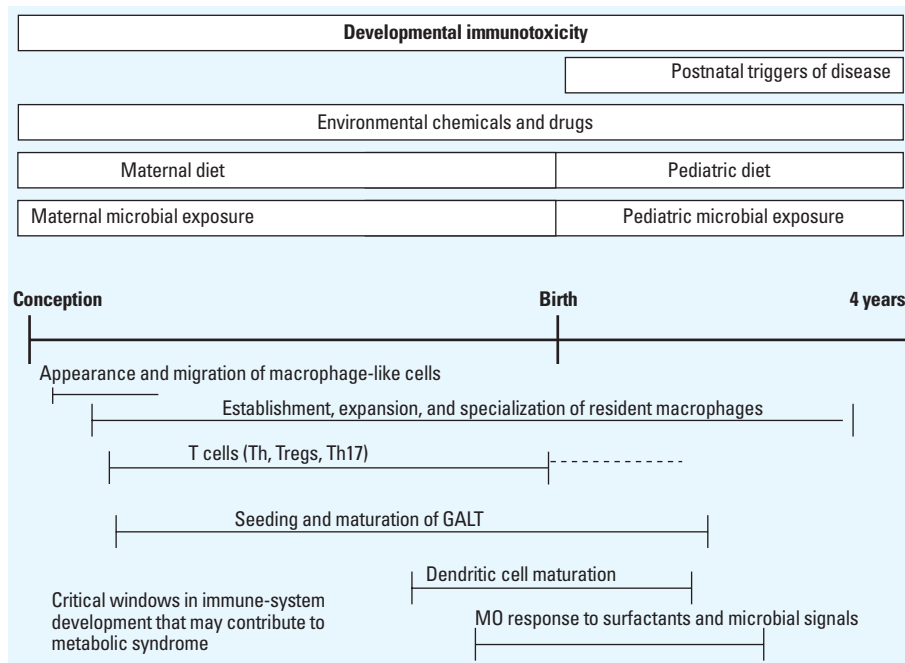 Developmental immunotoxicity
Postnatal triggers of disease
Environmental chemicals and drugs
Maternal diet
Pediatric diet
Maternal microbial exposure
Pediatric microbial exposure
Conception
Birth
4 years
Appearance and migration of macrophage-like cells
Establishment, expansion, and specialization of resident macrophages
T cells (Th, Tregs, Th17)
Seeding and maturation of GALT
Dendritic cell maturation
MO response to surfactants and microbial signals
Critical windows in immune-system
development that may contribute to
metabolic syndrome